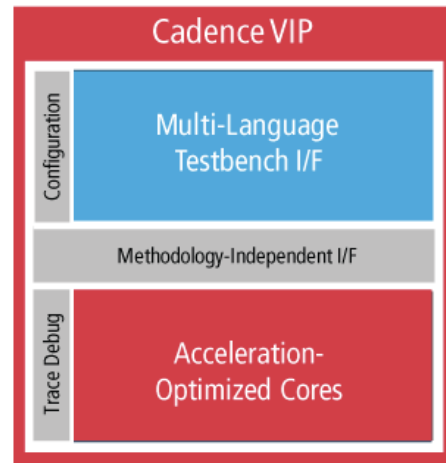 Cadence VIP
Configuration
Multi-Language
Testbench I/F
Methodology-Independent I/F
Trace Debug
Acceleration-
Optimized Cores